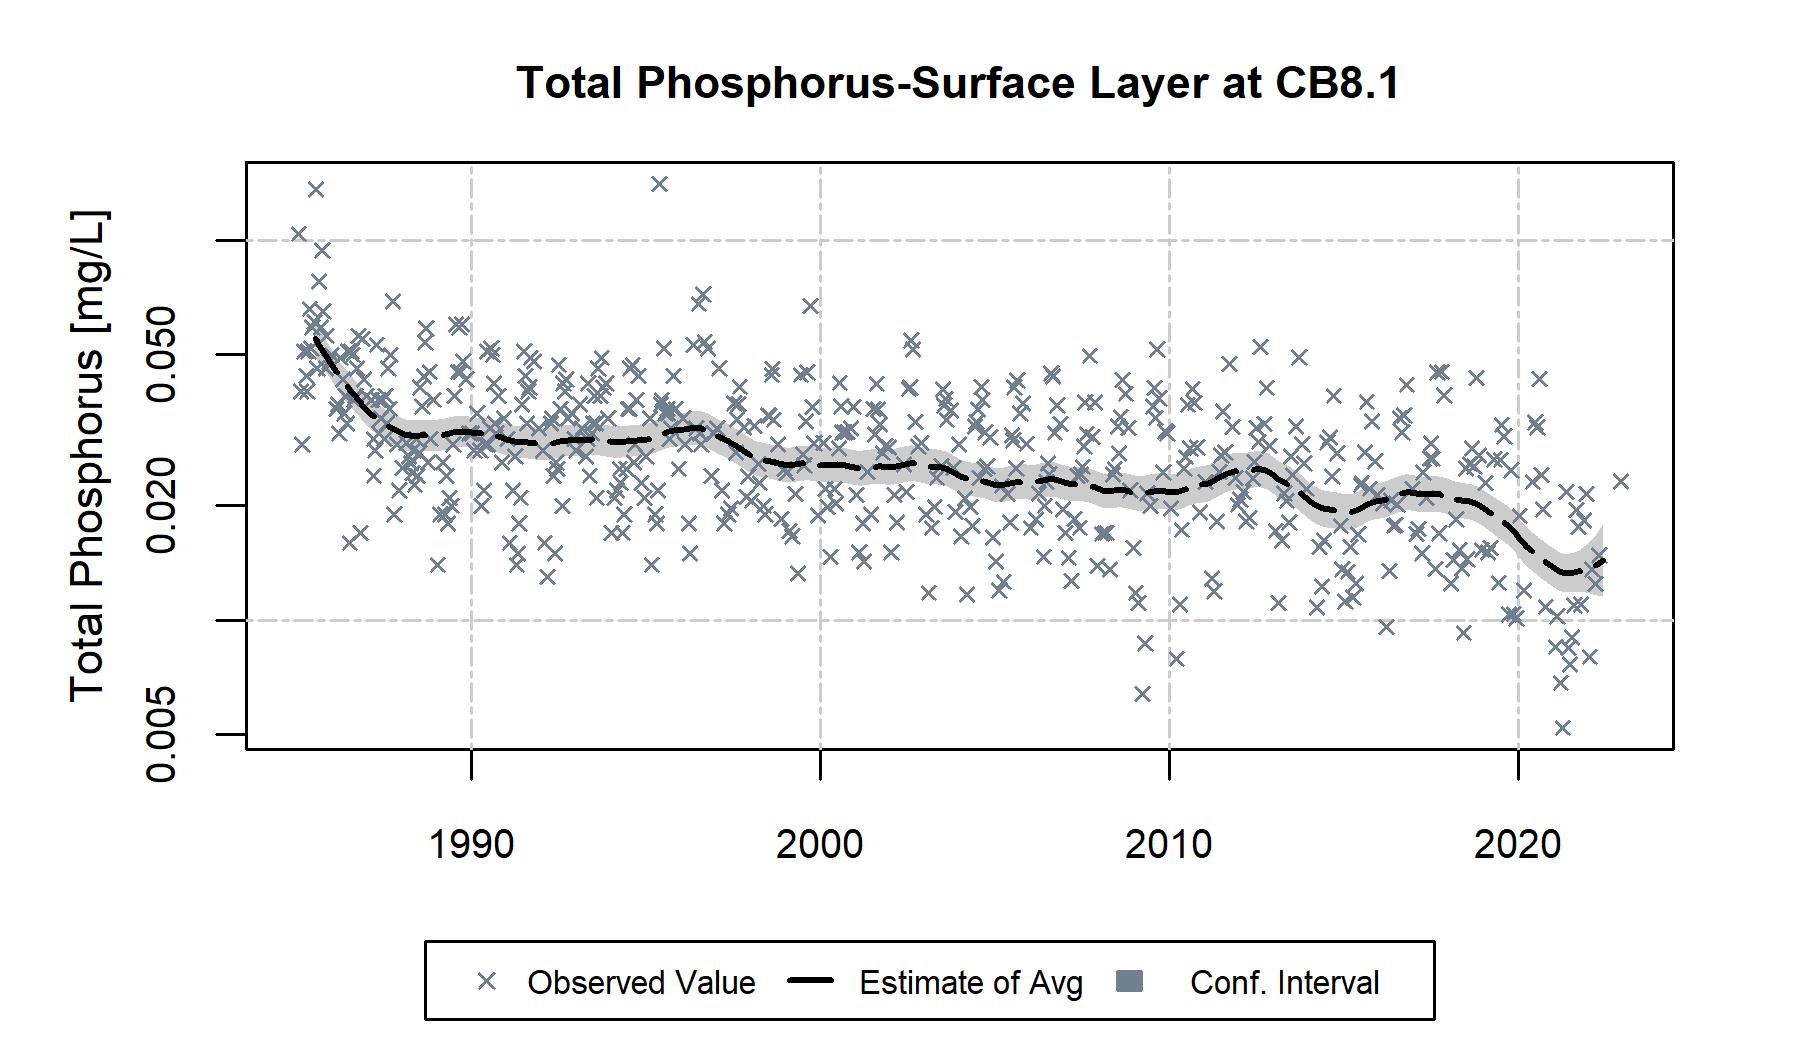 Total Phosphorus-Surface Layer at CB8.1
Total Phosphorus [mg/L]
0.050
0.020
0.005
1990 2000 2010 2020
Observed Value Estimate of Avg Conf. Interval